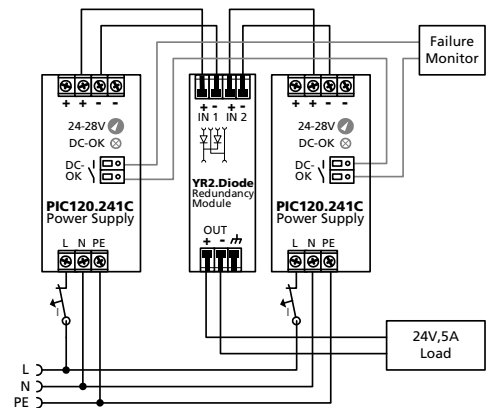 Failure
Monitor
+ + - -
24-28V
DC-OK
DC-
OK
PIC120.241C
Power Supply
L N PE
+ - + -
IN 1 IN 2
YR2.Diode
Redundancy
Module
OUT
+ -
+ + - -
24-28V
DC-OK
DC-
OK
PIC120.241C
Power Supply
L N PE
I
I
24V,5A
Load
L
N
PE